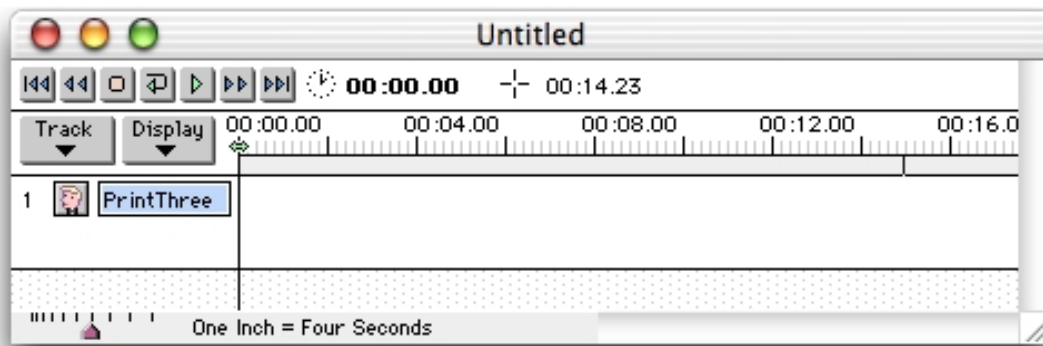 Untitled
00:00.00 00:14.23
Track Display 00:00.00 00:04.00 00:08.00 00:12.00 00:16.0
1 PrintThree
One Inch = Four Seconds